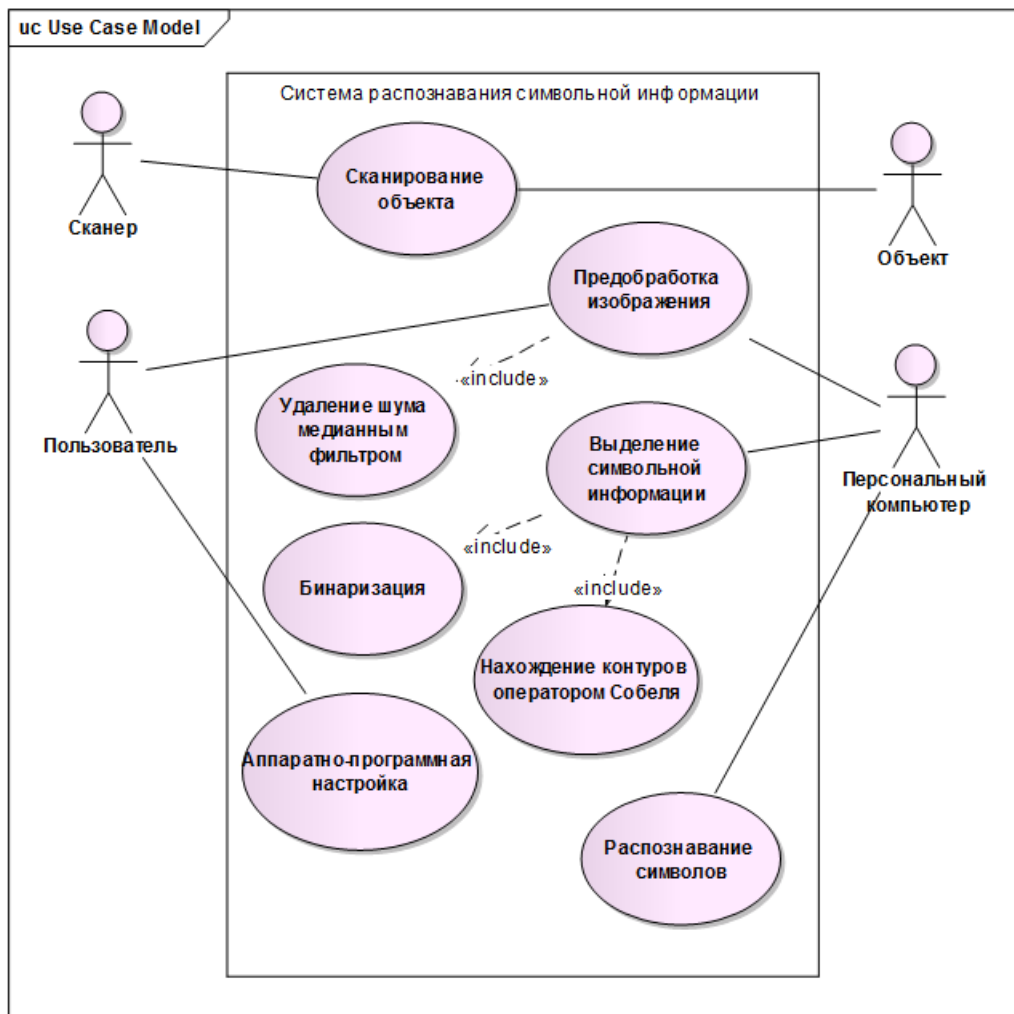 uc Use Case Model
Система распознавания символьной информации
Сканирование
объекта
Сканер
Объект
Предобработка
изображения
«include»
Удаление шума
медианным
фильтром
Пользователь
Выделение
символьной
информации
Персональный
компьютер
«include»
«include»
Бинаризация
Нахождение контуров
оператором Собеля
Аппаратно-программная
настройка
Распознавание
символов